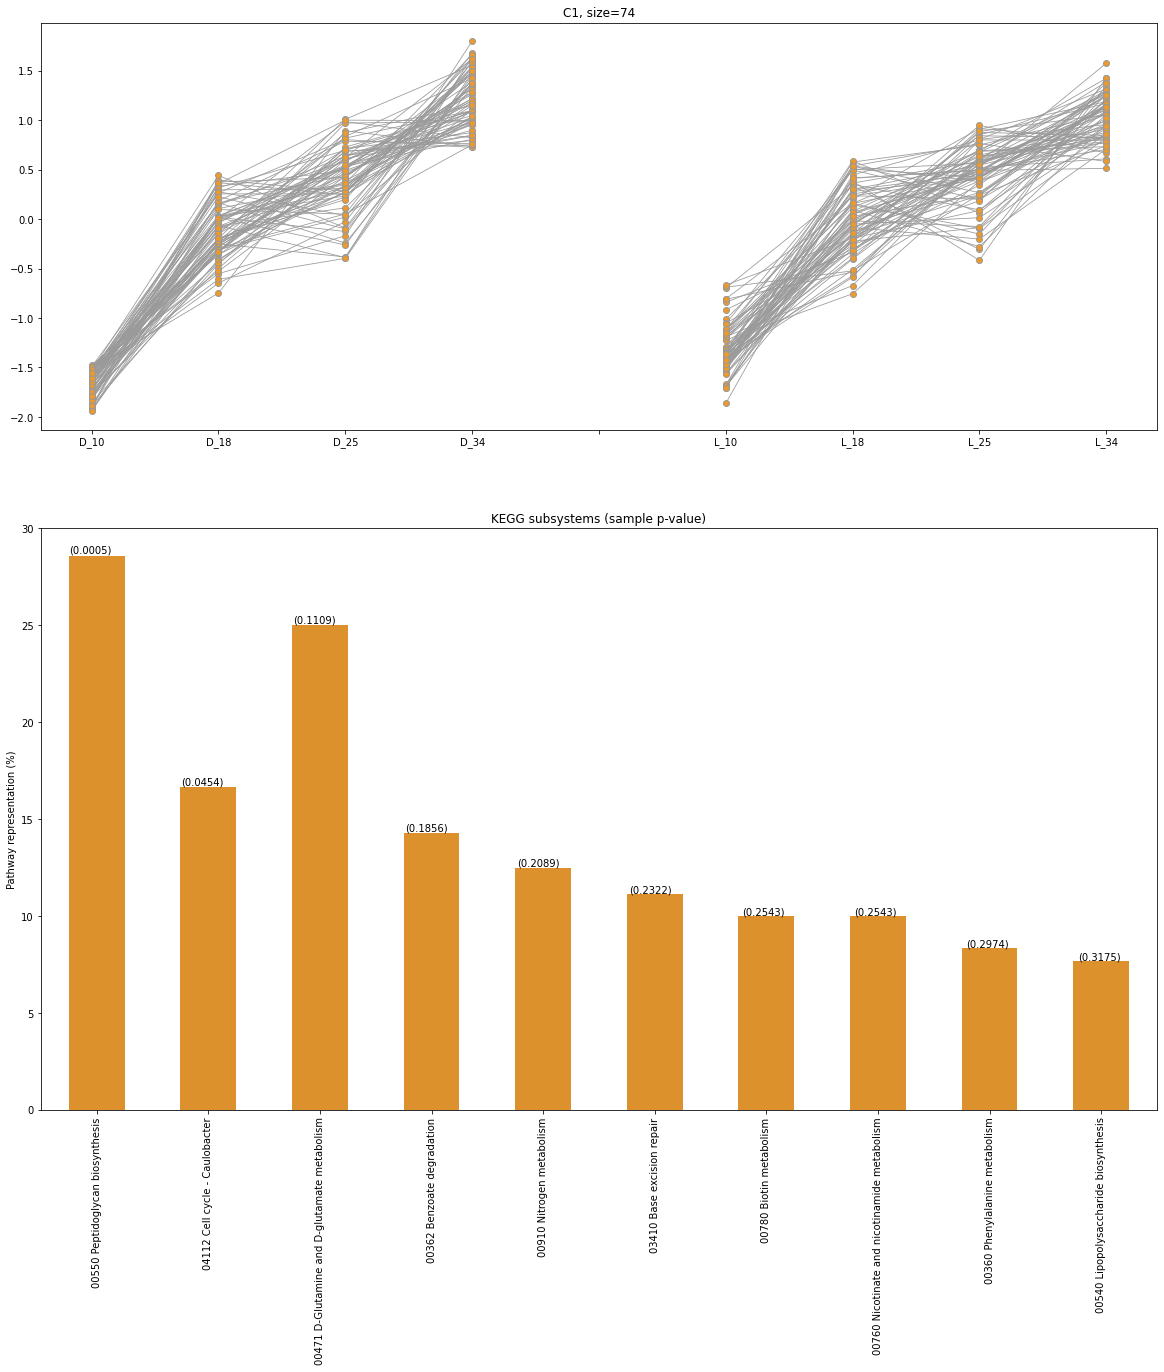 C1, size=74
1.5
1.0
0.5
0.0
−0.5
−1.0
−1.5
−2.0
D_10 D_18 D_25 D_34 L_10 L_18 L_25 L_34
KEGG subsystems (sample p-value)
Pathway representation (%)
30
25
20
15
10
5
0
(0.0005)
(0.0454)
(0.1109)
(0.1856)
(0.2089)
(0.2322)
(0.2543)
(0.2543)
(0.2974)
(0.3175)
00550 Peptidoglycan biosynthesis
04112 Cell cycle - Caulobacter
00471 D-Glutamine and D-glutamate metabolism
00362 Benzoate degradation
00910 Nitrogen metabolism
03410 Base excision repair
00780 Biotin metabolism
00760 Nicotinate and nicotinamide metabolism
00360 Phenylalanine metabolism
00540 Lipopolysaccharide biosynthesis